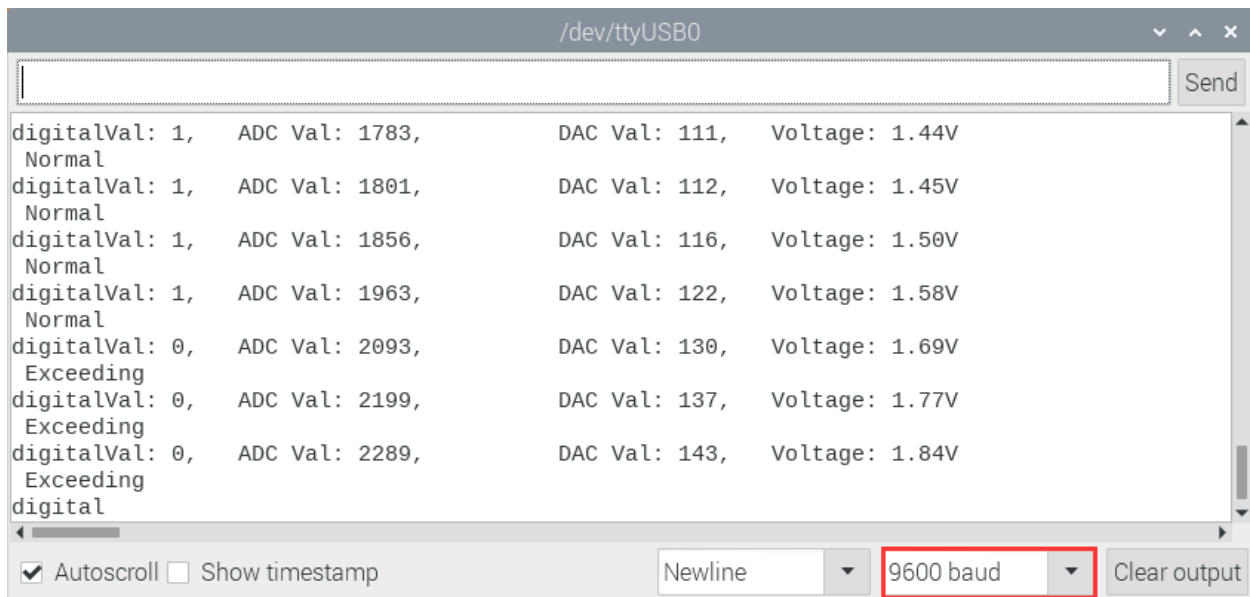 /dev/ttyUSB0
Send
digitalVal: 1, ADC Val: 1783, DAC Val: 111, Voltage: 1.44V
Normal
digitalVal: 1, ADC Val: 1801, DAC Val: 112, Voltage: 1.45V
Normal
digitalVal: 1, ADC Val: 1856, DAC Val: 116, Voltage: 1.50V
Normal
digitalVal: 1, ADC Val: 1963, DAC Val: 122, Voltage: 1.58V
Normal
digitalVal: 0, ADC Val: 2093, DAC Val: 130, Voltage: 1.69V
Exceeding
digitalVal: 0, ADC Val: 2199, DAC Val: 137, Voltage: 1.77V
Exceeding
digitalVal: 0, ADC Val: 2289, DAC Val: 143, Voltage: 1.84V
Exceeding
digital
Autoscroll Show timestamp Newline 9600 baud Clear output